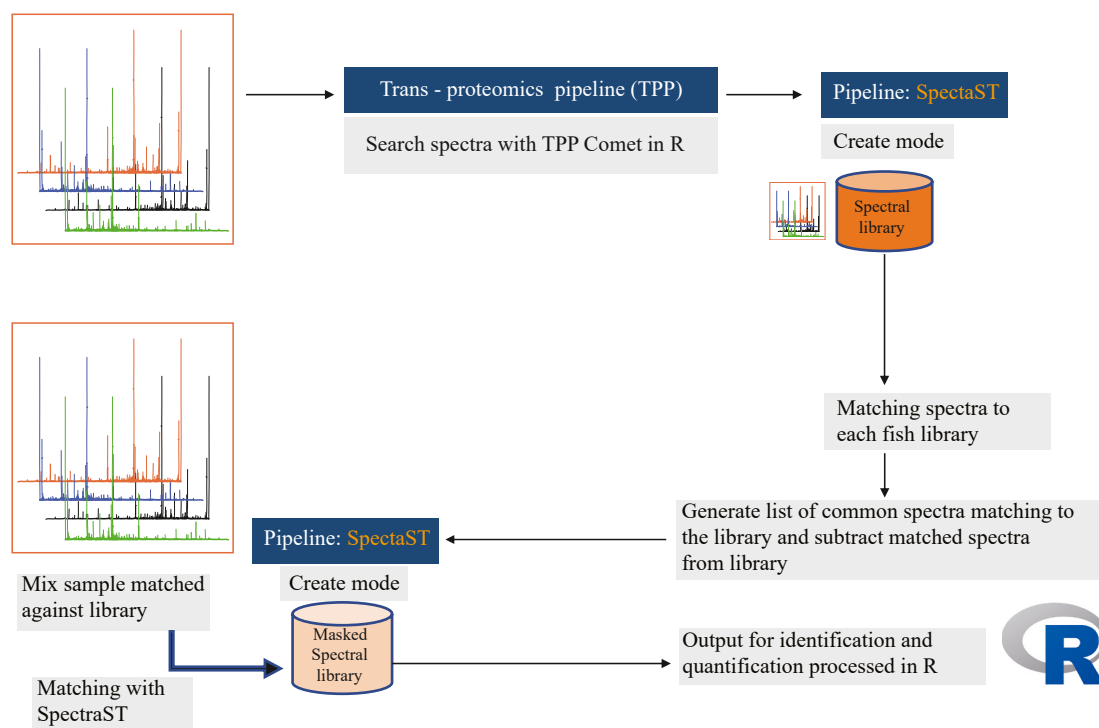 Trans - proteomics pipeline (TPP)
Search spectra with TPP Comet in R
Pipeline: SpectaST
Create mode
Spectral
library
Matching spectra to
each fish library
Generate list of common spectra matching to
the library and subtract matched spectra
from library
Pipeline: SpectaST
Create mode
Masked
Spectral
library
Mix sample matched
against library
Matching with
SpectraST
Output for identification and
quantification processed in R
R